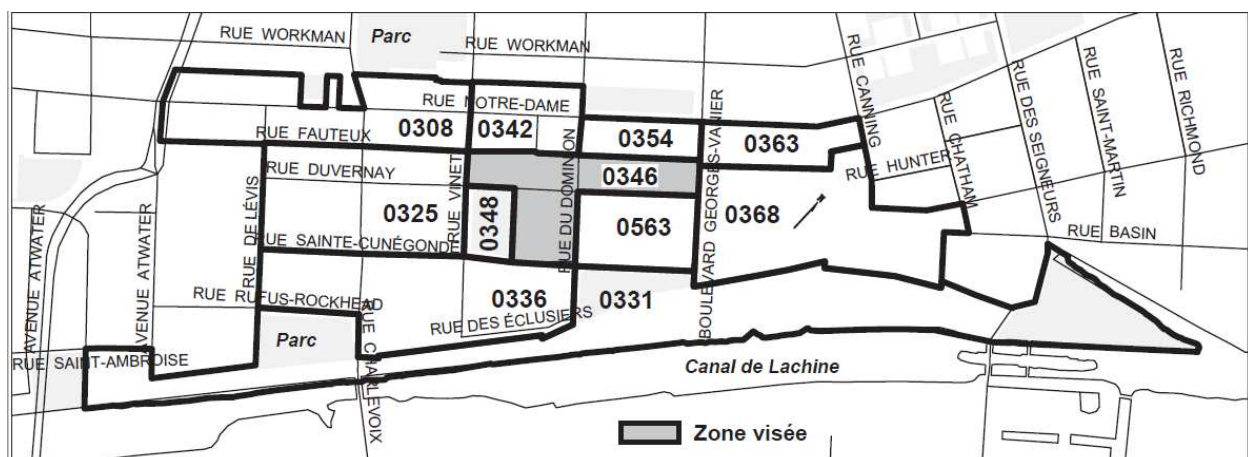 RUE WORKMAN
Parc
RUE WORKMAN
RUE NOTRE-DAME
RUE FAUTEUX
0308
0342
0354
0363
RUE CANNING
RUE HUNTER
RUE CHATHAM
RUE DES SEIGNEURS
RUE SAINT-MARTIN
RUE RICHMOND
RUE DUVERNAY
RUE VINET
RUE DU DOMINION
0346
BOULEVARD GEORGES-VANIER
AVENUE ATWATER
AVENUE ATWATER
RUE DE LÉVIS
0325
0348
0563
0368
RUE SAINTE-CUNÉGONDE
RUE BASIN
RUE RUFUS-ROCKHEAD
0336
0331
RUE DES ÉCLUSIERS
RUE CHARLEVOIX
Parc
RUE SAINT-AMBROISE
Canal de Lachine
Zone visée